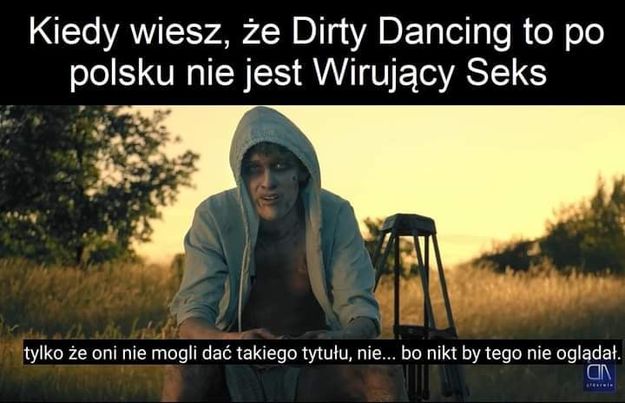 Kiedy wiesz, że Dirty Dancing to po
polsku nie jest Wirujący Seks
tylko że oni nie mogli dać takiego tytułu, nie... bo nikt by tego nie oglądał.